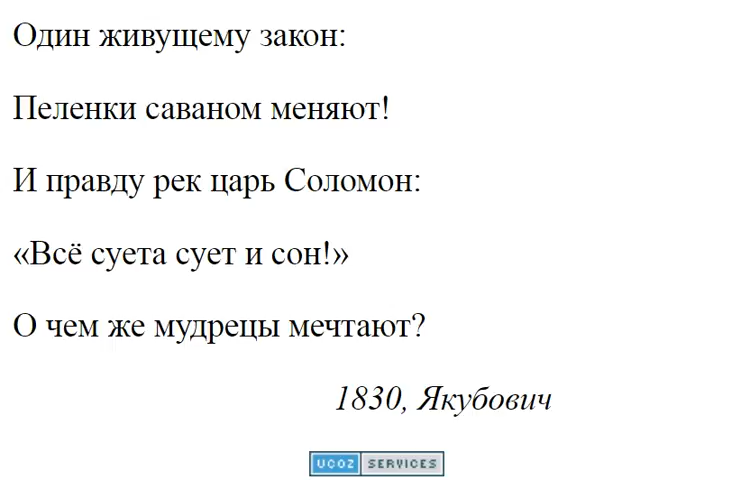 Один живущему закон:
Пеленки саваном меняют!
И правду рек царь Соломон:
«Всё суета сует и сон!»
О чем же мудрецы мечтают?
1830, Якубович
UCOZ SERVICES